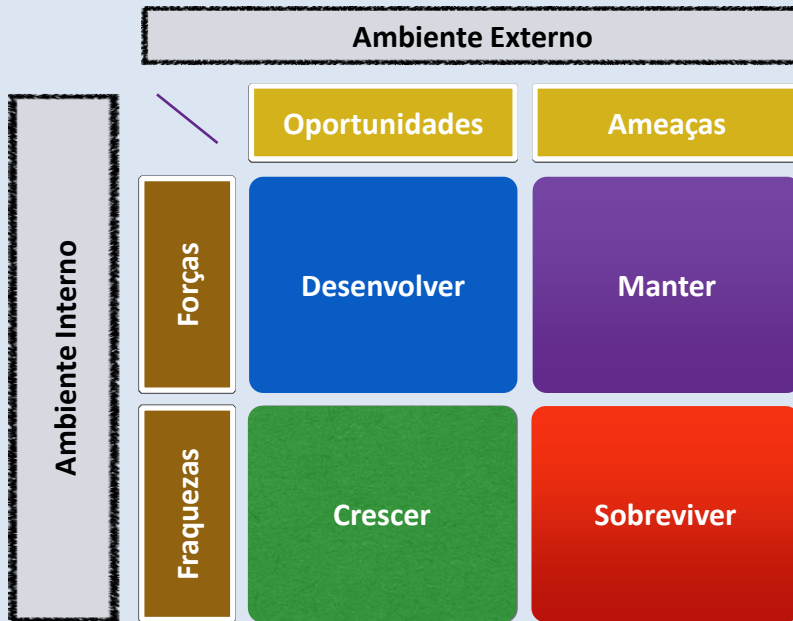 Ambiente Externo
Oportunidades
Ameaças
Ambiente Interno
Forças
Desenvolver
Manter
Fraquezas
Crescer
Sobreviver